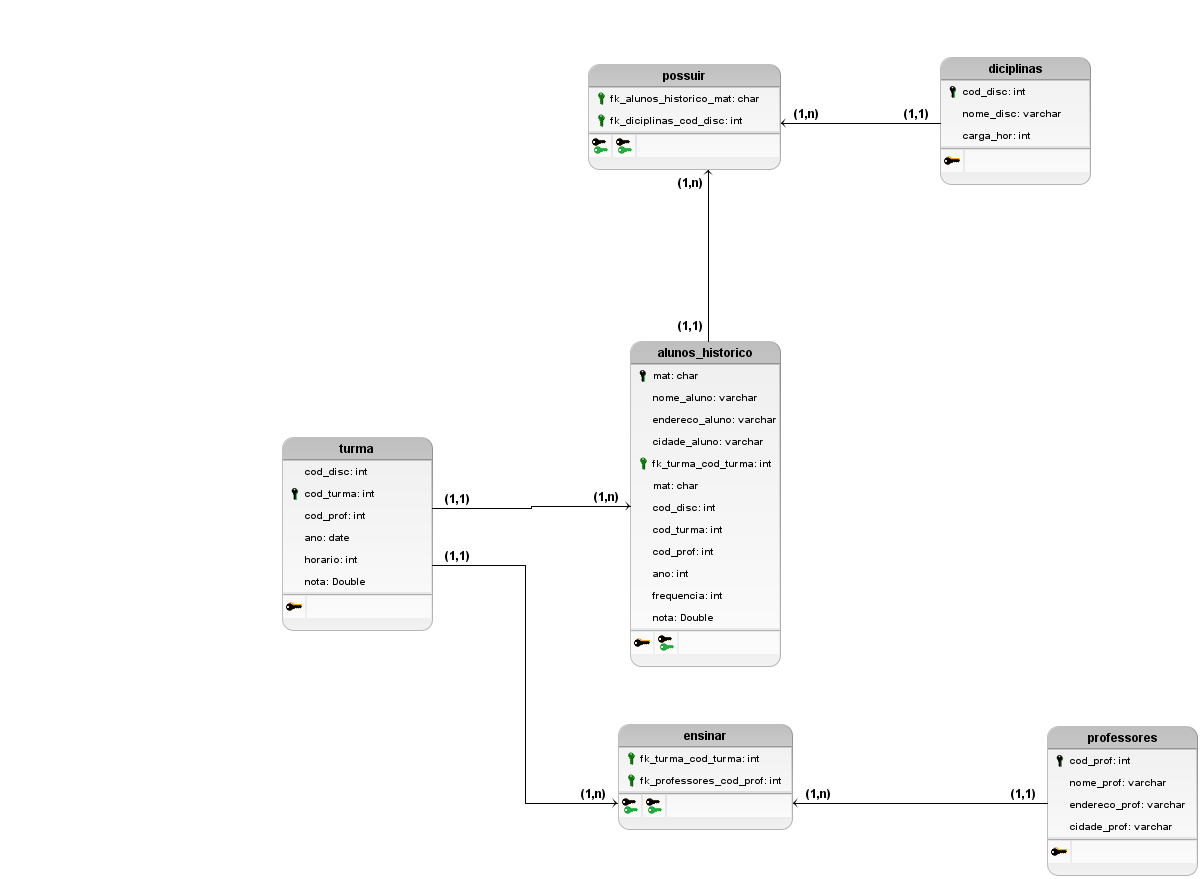 possuir
fk_alunos_historico_mat: char
fk_diciplinas_cod_disc: int
diciplinas
cod_disc: int
nome_disc: varchar
carga_hor: int
(1,n)
(1,1)
(1,n)
(1,1)
alunos_historico
mat: char
nome_aluno: varchar
endereco_aluno: varchar
cidade_aluno: varchar
fk_turma_cod_turma: int
mat: char
cod_disc: int
cod_turma: int
cod_prof: int
ano: int
frequencia: int
nota: Double
turma
cod_disc: int
cod_turma: int
cod_prof: int
ano: date
horario: int
nota: Double
(1,1)
(1,n)
(1,1)
ensinar
fk_turma_cod_turma: int
fk_professores_cod_prof: int
(1,n)
(1,n)
(1,1)
professores
cod_prof: int
nome_prof: varchar
endereco_prof: varchar
cidade_prof: varchar